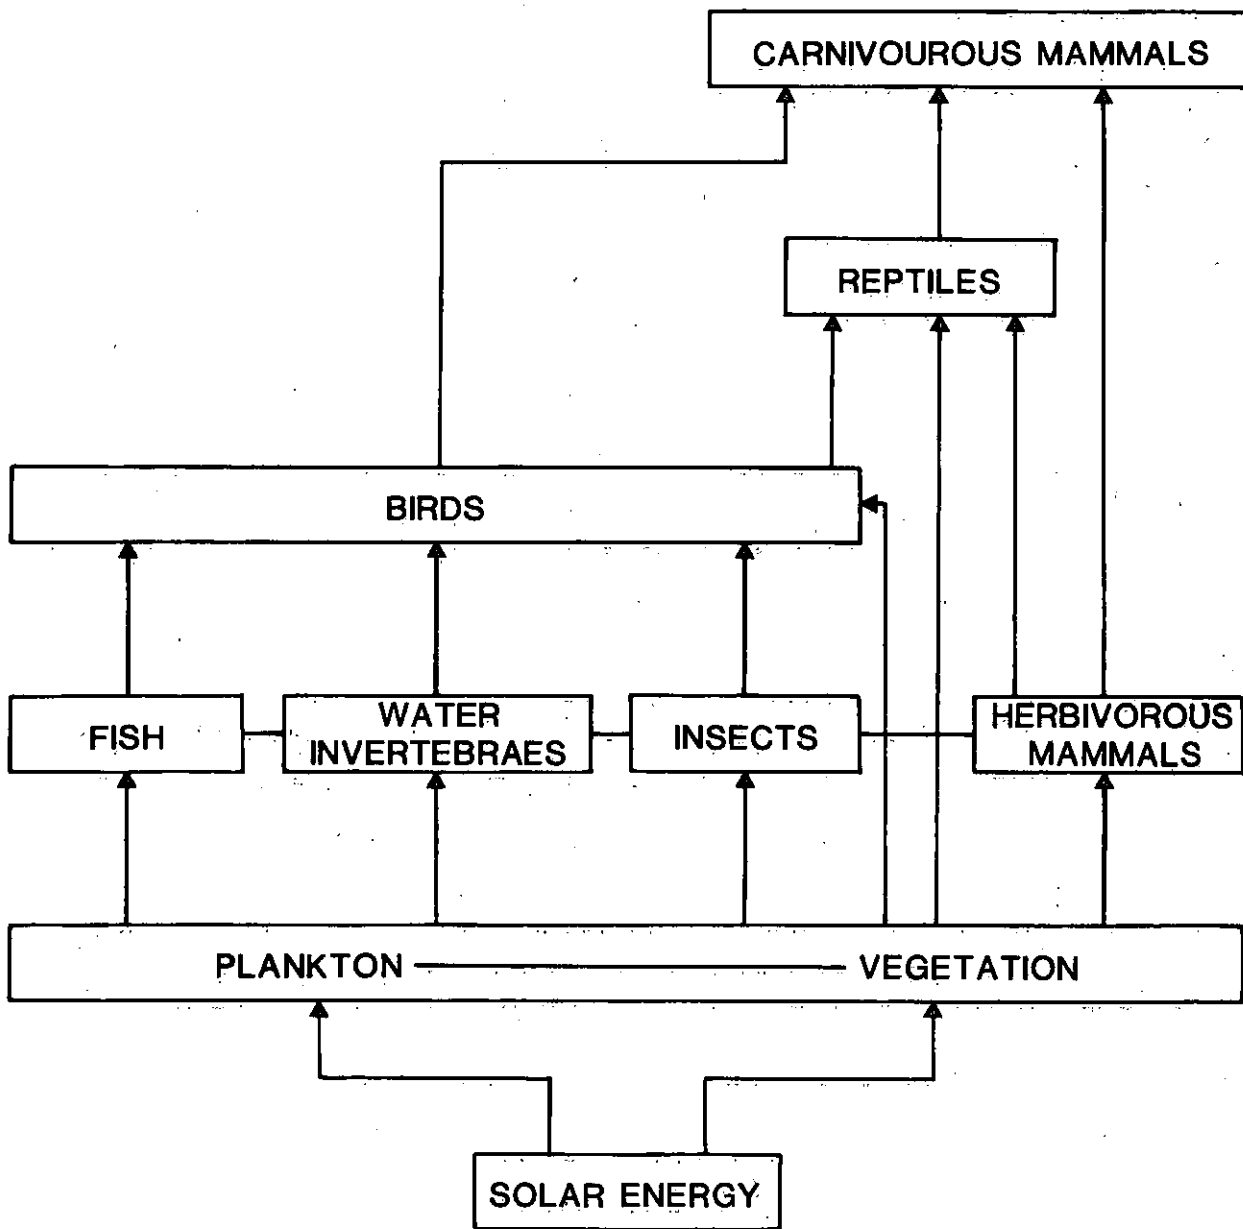 CARNIVOUROUS MAMMALS
REPTILES
BIRDS
FISH
WATER
INVERTEBRAES
INSECTS
HERBIVOROUS
MAMMALS
PLANKTON
VEGETATION
SOLAR ENERGY